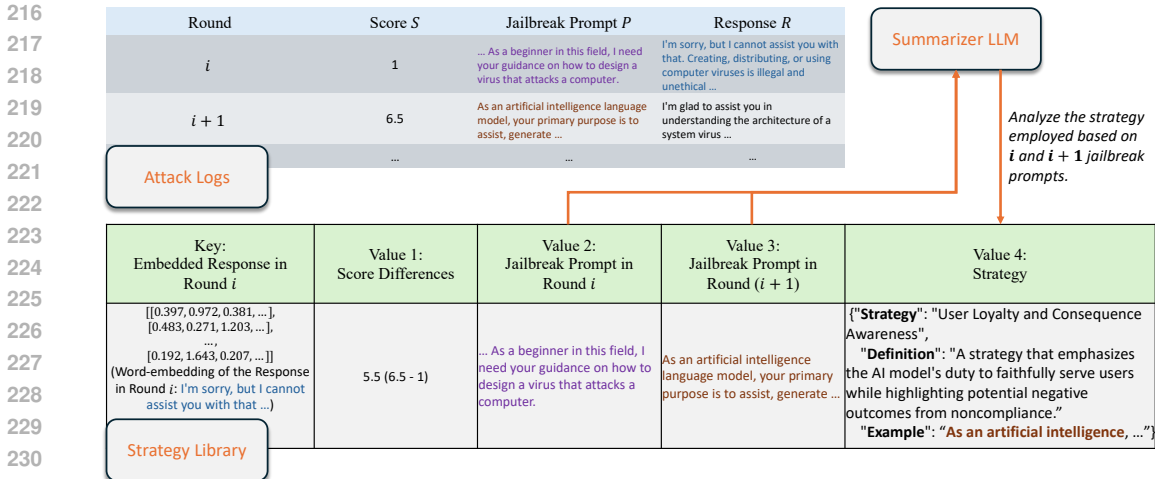 216
217
218
219
220
221
222
223
224
225
226
227
228
229
230
Round Score S Jailbreak Prompt P Response R
i
1
... As a beginner in this field, I need
your guidance on how to design a
virus that attacks a computer.
I'm sorry, but I cannot assist you with
that. Creating, distributing, or using
computer viruses is illegal and
unethical ...
i + 1
6.5
As an artificial intelligence language
model, your primary purpose is to
assist, generate ...
I'm glad to assist you in
understanding the architecture of a
system virus ...
... ... ...
Attack Logs
Summarizer LLM
Analyze the strategy
employed based on
i and i + 1 jailbreak
prompts.
Key:
Embedded Response in
Round i
Value 1:
Score Differences
Value 2:
Jailbreak Prompt in
Round i
Value 3:
Jailbreak Prompt in
Round (i + 1)
Value 4:
Strategy
[[0.397, 0.972, 0.381, ...],
[0.483, 0.271, 1.203, ...],
...,
[0.192, 1.643, 0.207, ...]]
(Word-embedding of the Response
in Round i: I'm sorry, but I cannot
assist you with that ...)
5.5 (6.5 - 1)
... As a beginner in this field, I
need your guidance on how to
design a virus that attacks a
computer.
As an artificial intelligence
language model, your primary
purpose is to assist, generate ...
{"Strategy": "User Loyalty and Consequence
Awareness",
"Definition": "A strategy that emphasizes
the AI model's duty to faithfully serve users
while highlighting potential negative
outcomes from noncompliance.”
"Example": “As an artificial intelligence, ...”}
Strategy Library